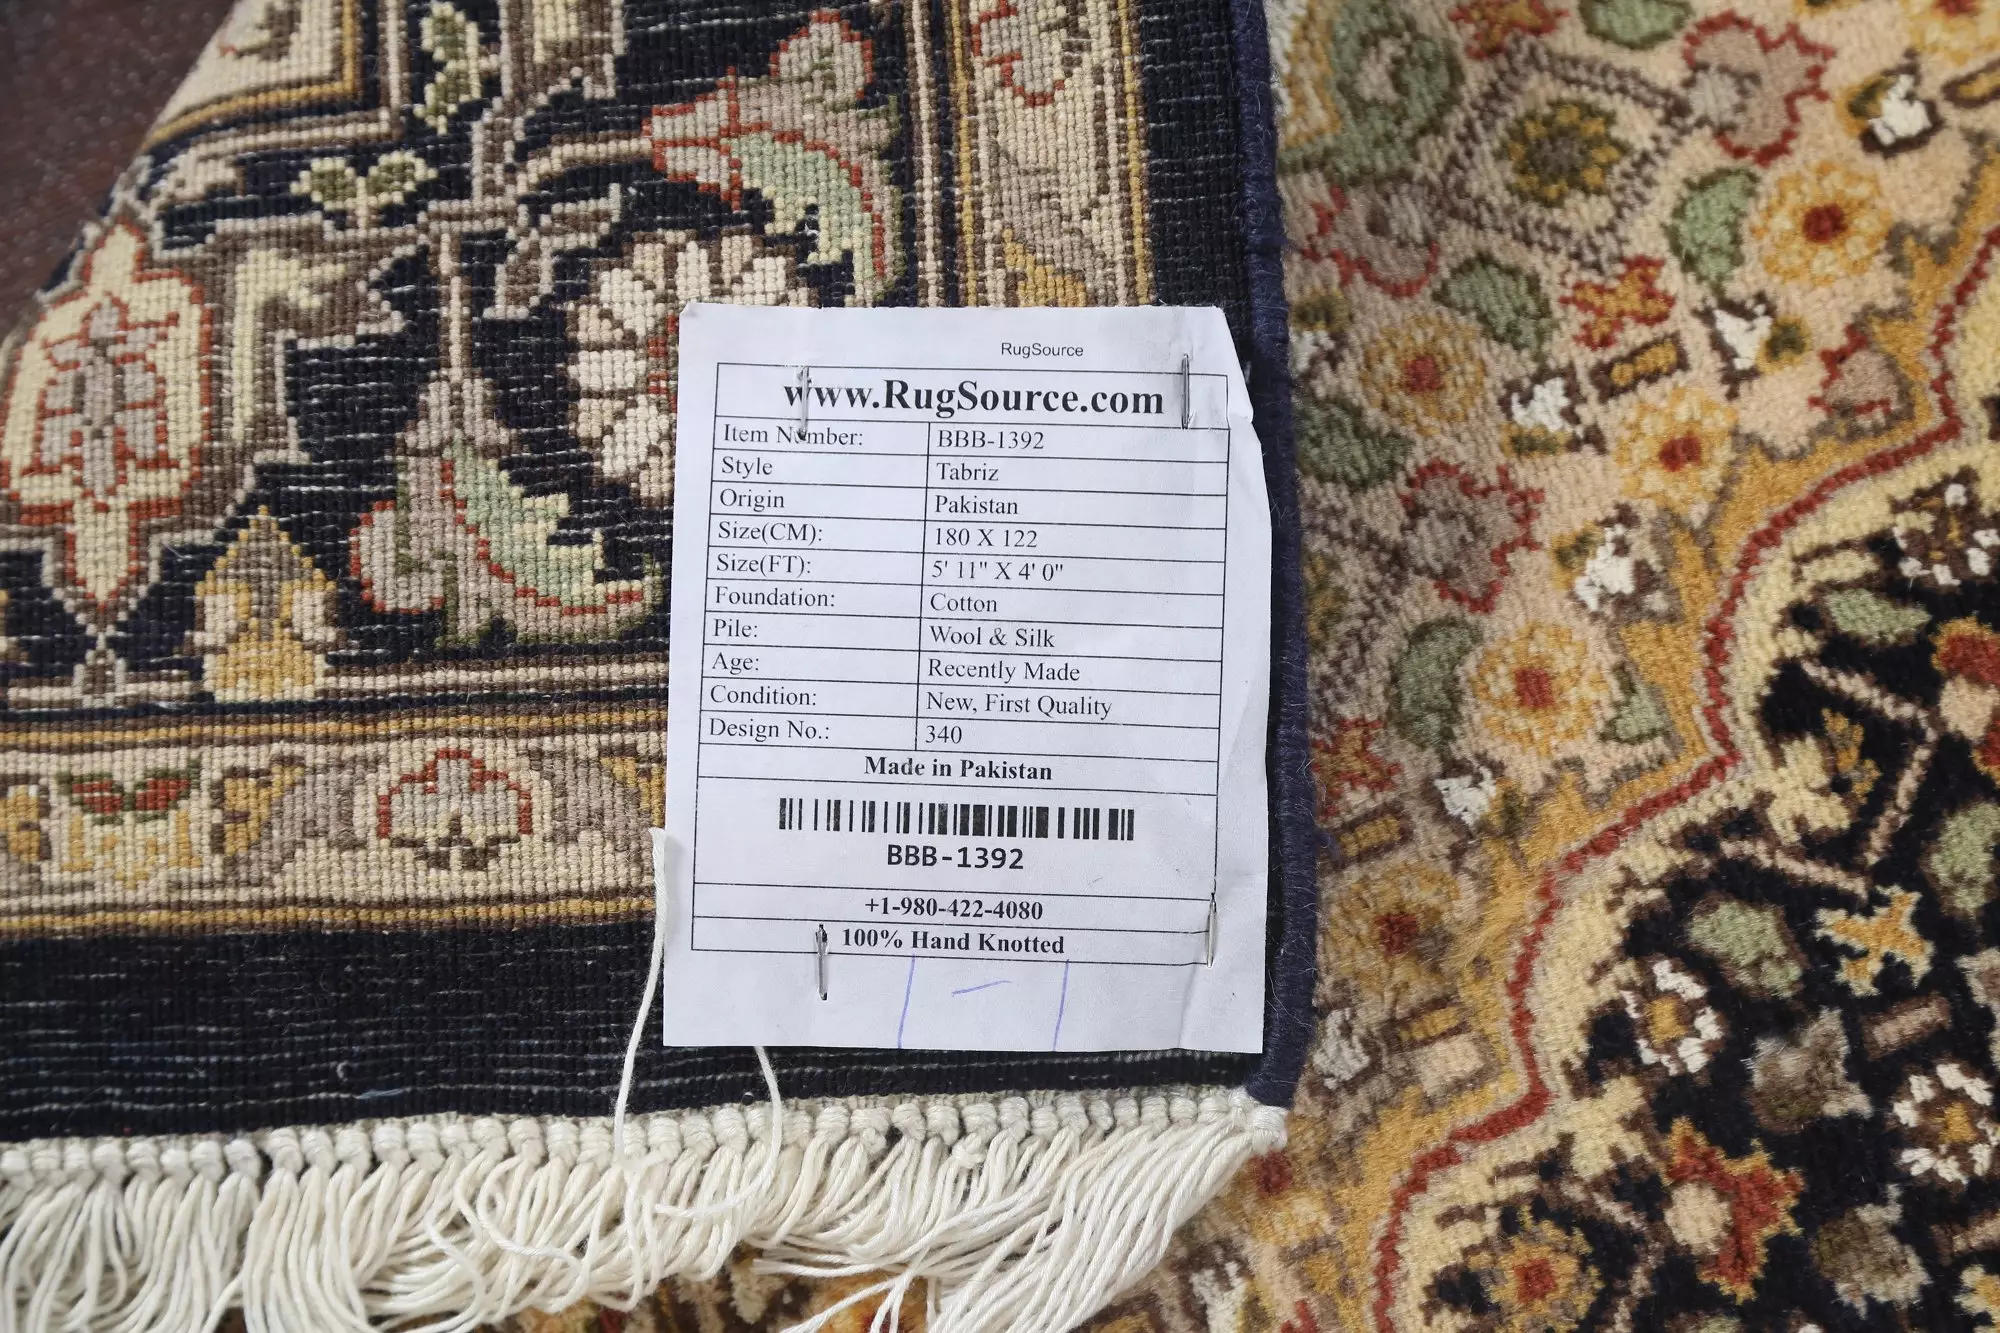 RugSource
www.RugSource.com
Item Number: BBB-1392
Style Tabriz
Origin Pakistan
Size(CM): 180 X 122
Size(FT): 5' 11" X 4' 0"
Foundation: Cotton
Pile: Wool & Silk
Age: Recently Made
Condition: New, First Quality
Design No.: 340
Made in Pakistan
BBB-1392
+1-980-422-4080
100% Hand Knotted